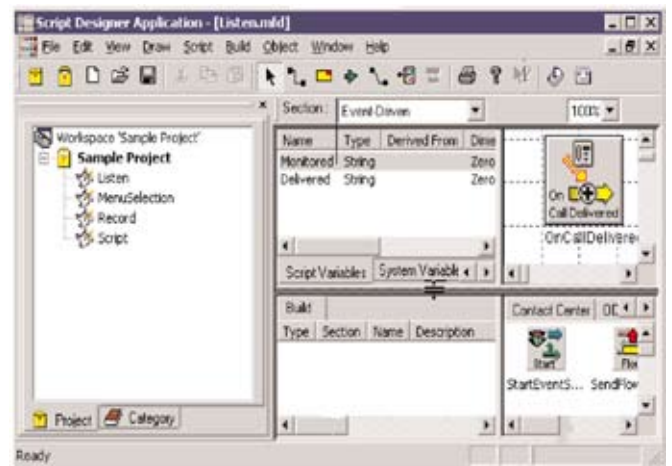 Script Designer Application - [Listen.mfd]
File Edit View Draw Script Build Object Window Help
Section: Event-Driven 100%
Workspace 'Sample Project'
Sample Project
Listen
MenuSelection
Record
Script
Name Type Derived From Dime
Monitored String Zero
Delivered String Zero
Script Variables System Variable
On
Call Delivered
OnCallDelivere
Build
Type Section Name Description
Contact Center
Start
StartEventS... SendFlow
Flo
Project Category
Ready